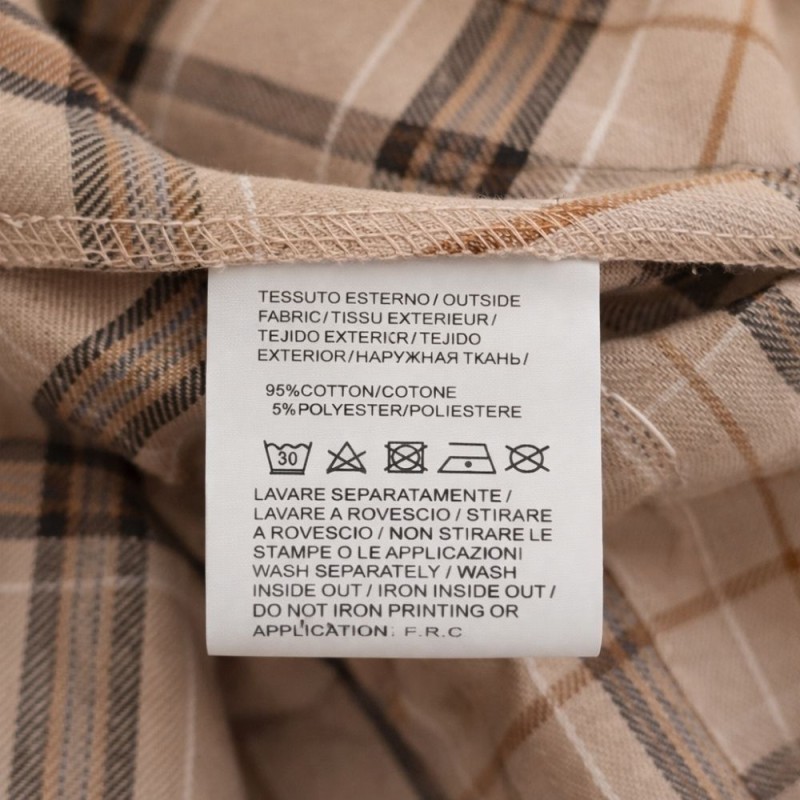 TESSUTO ESTERNO / OUTSIDE
FABRIC / TISSU EXTERIEUR /
TEJIDO EXTERICR / TEJIDO
EXTERIOR / НАРУЖНАЯ ТКАНЬ /
95%COTTON/COTONE
5%POLYESTER/POLIESTERE
30
LAVARE SEPARATAMENTE /
LAVARE A ROVESCIO / STIRARE
A ROVESCIO / NON STIRARE LE
STAMPE O LE APPLICAZIONI
WASH SEPARATELY / WASH
INSIDE OUT / IRON INSIDE OUT /
DO NOT IRON PRINTING OR
APPLICATION: F.R.C